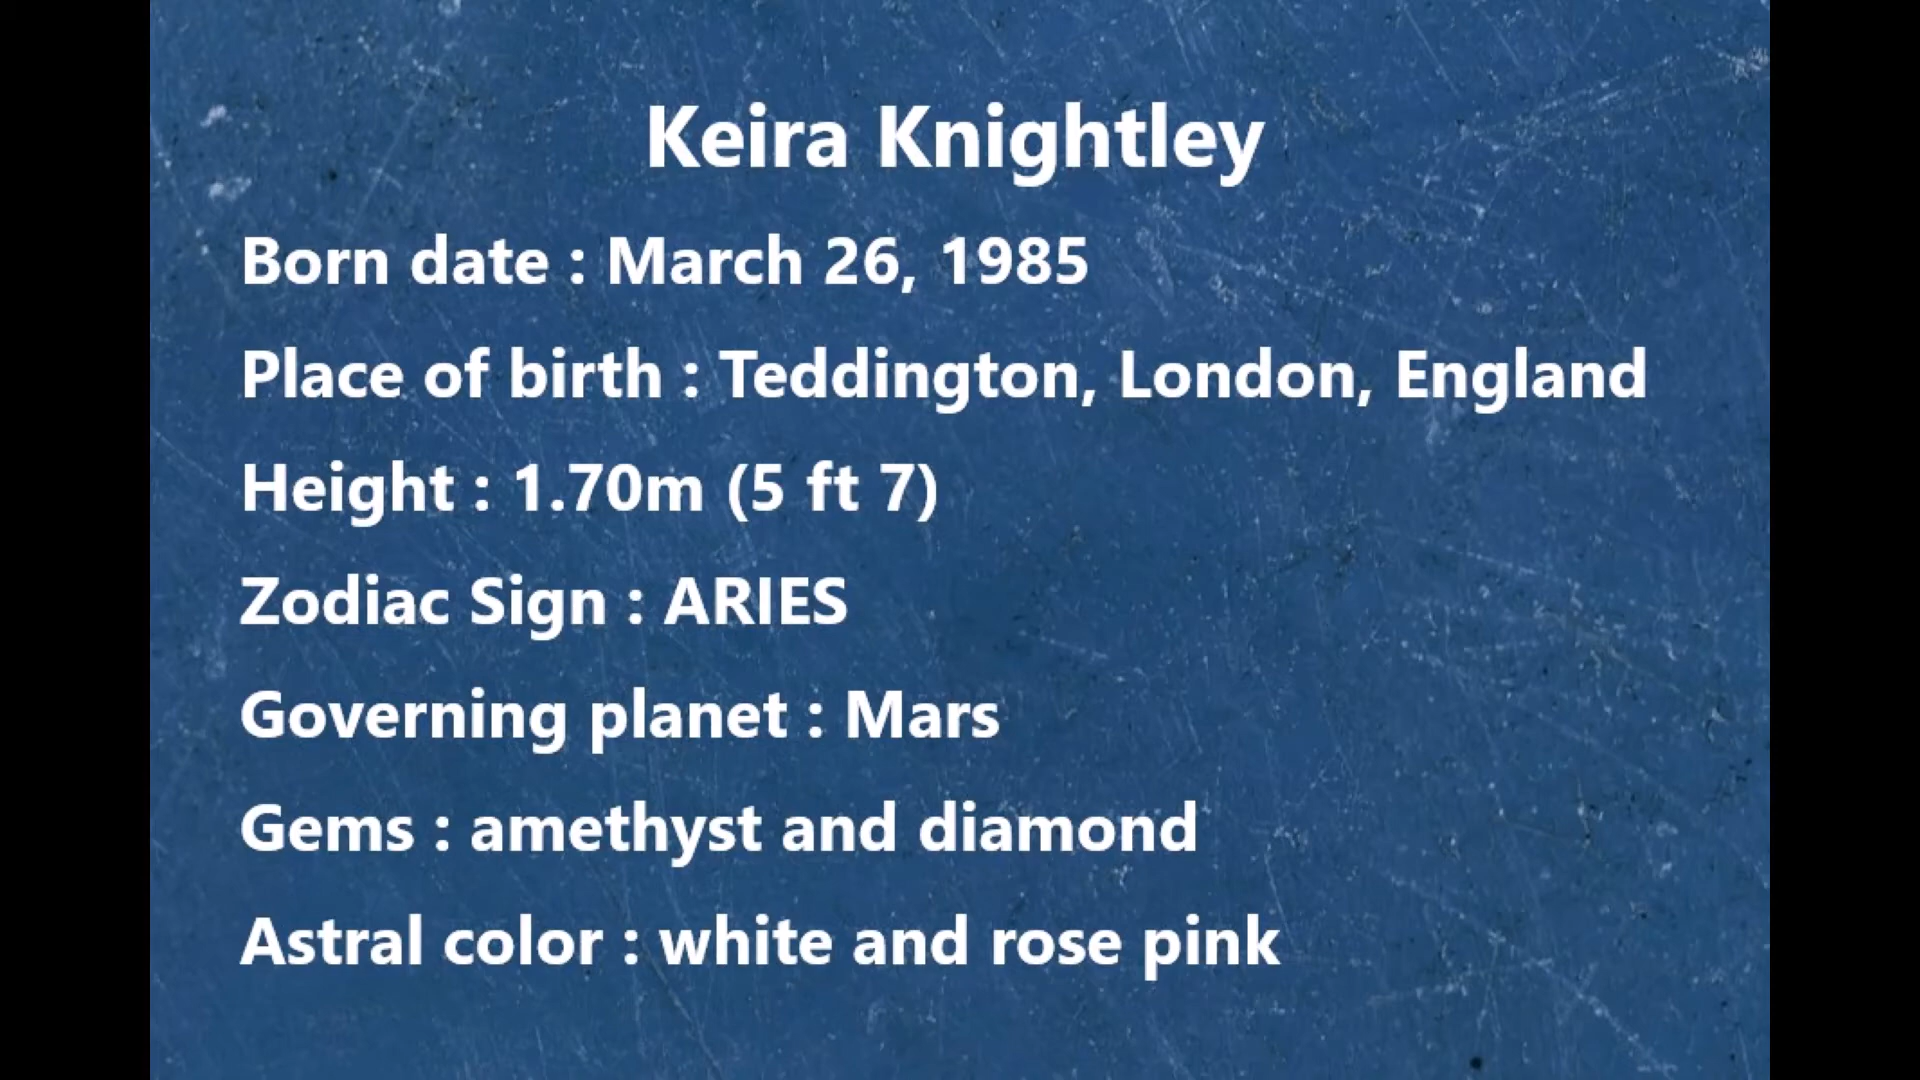 Keira Knightley
Born date : March 26, 1985
Place of birth : Teddington, London, England
Height : 1.70m (5 ft 7)
Zodiac Sign : ARIES
Governing planet : Mars
Gems : amethyst and diamond
Astral color : white and rose pink